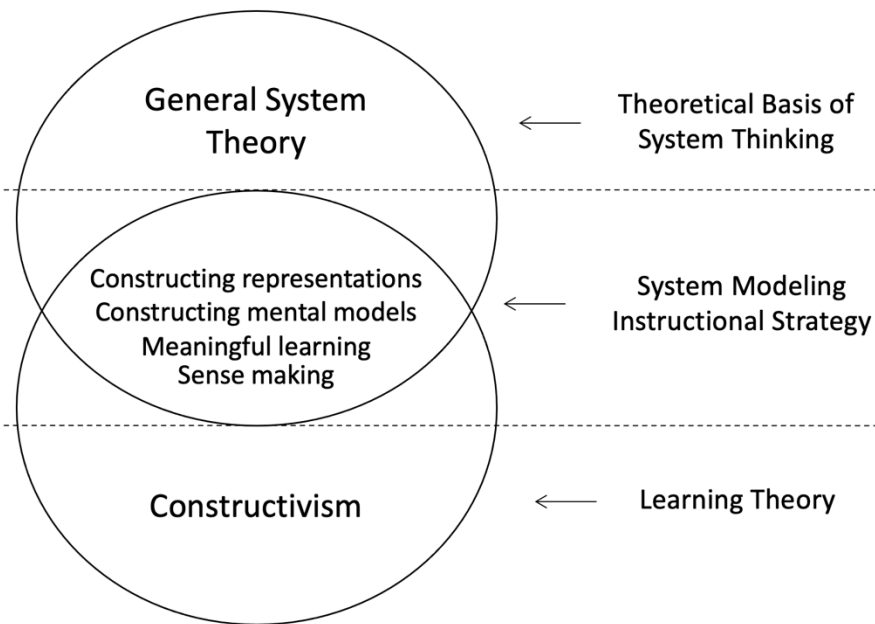 General System
Theory
Theoretical Basis of
System Thinking
Constructing representations
Constructing mental models
Meaningful learning
Sense making
System Modeling
Instructional Strategy
Constructivism
Learning Theory